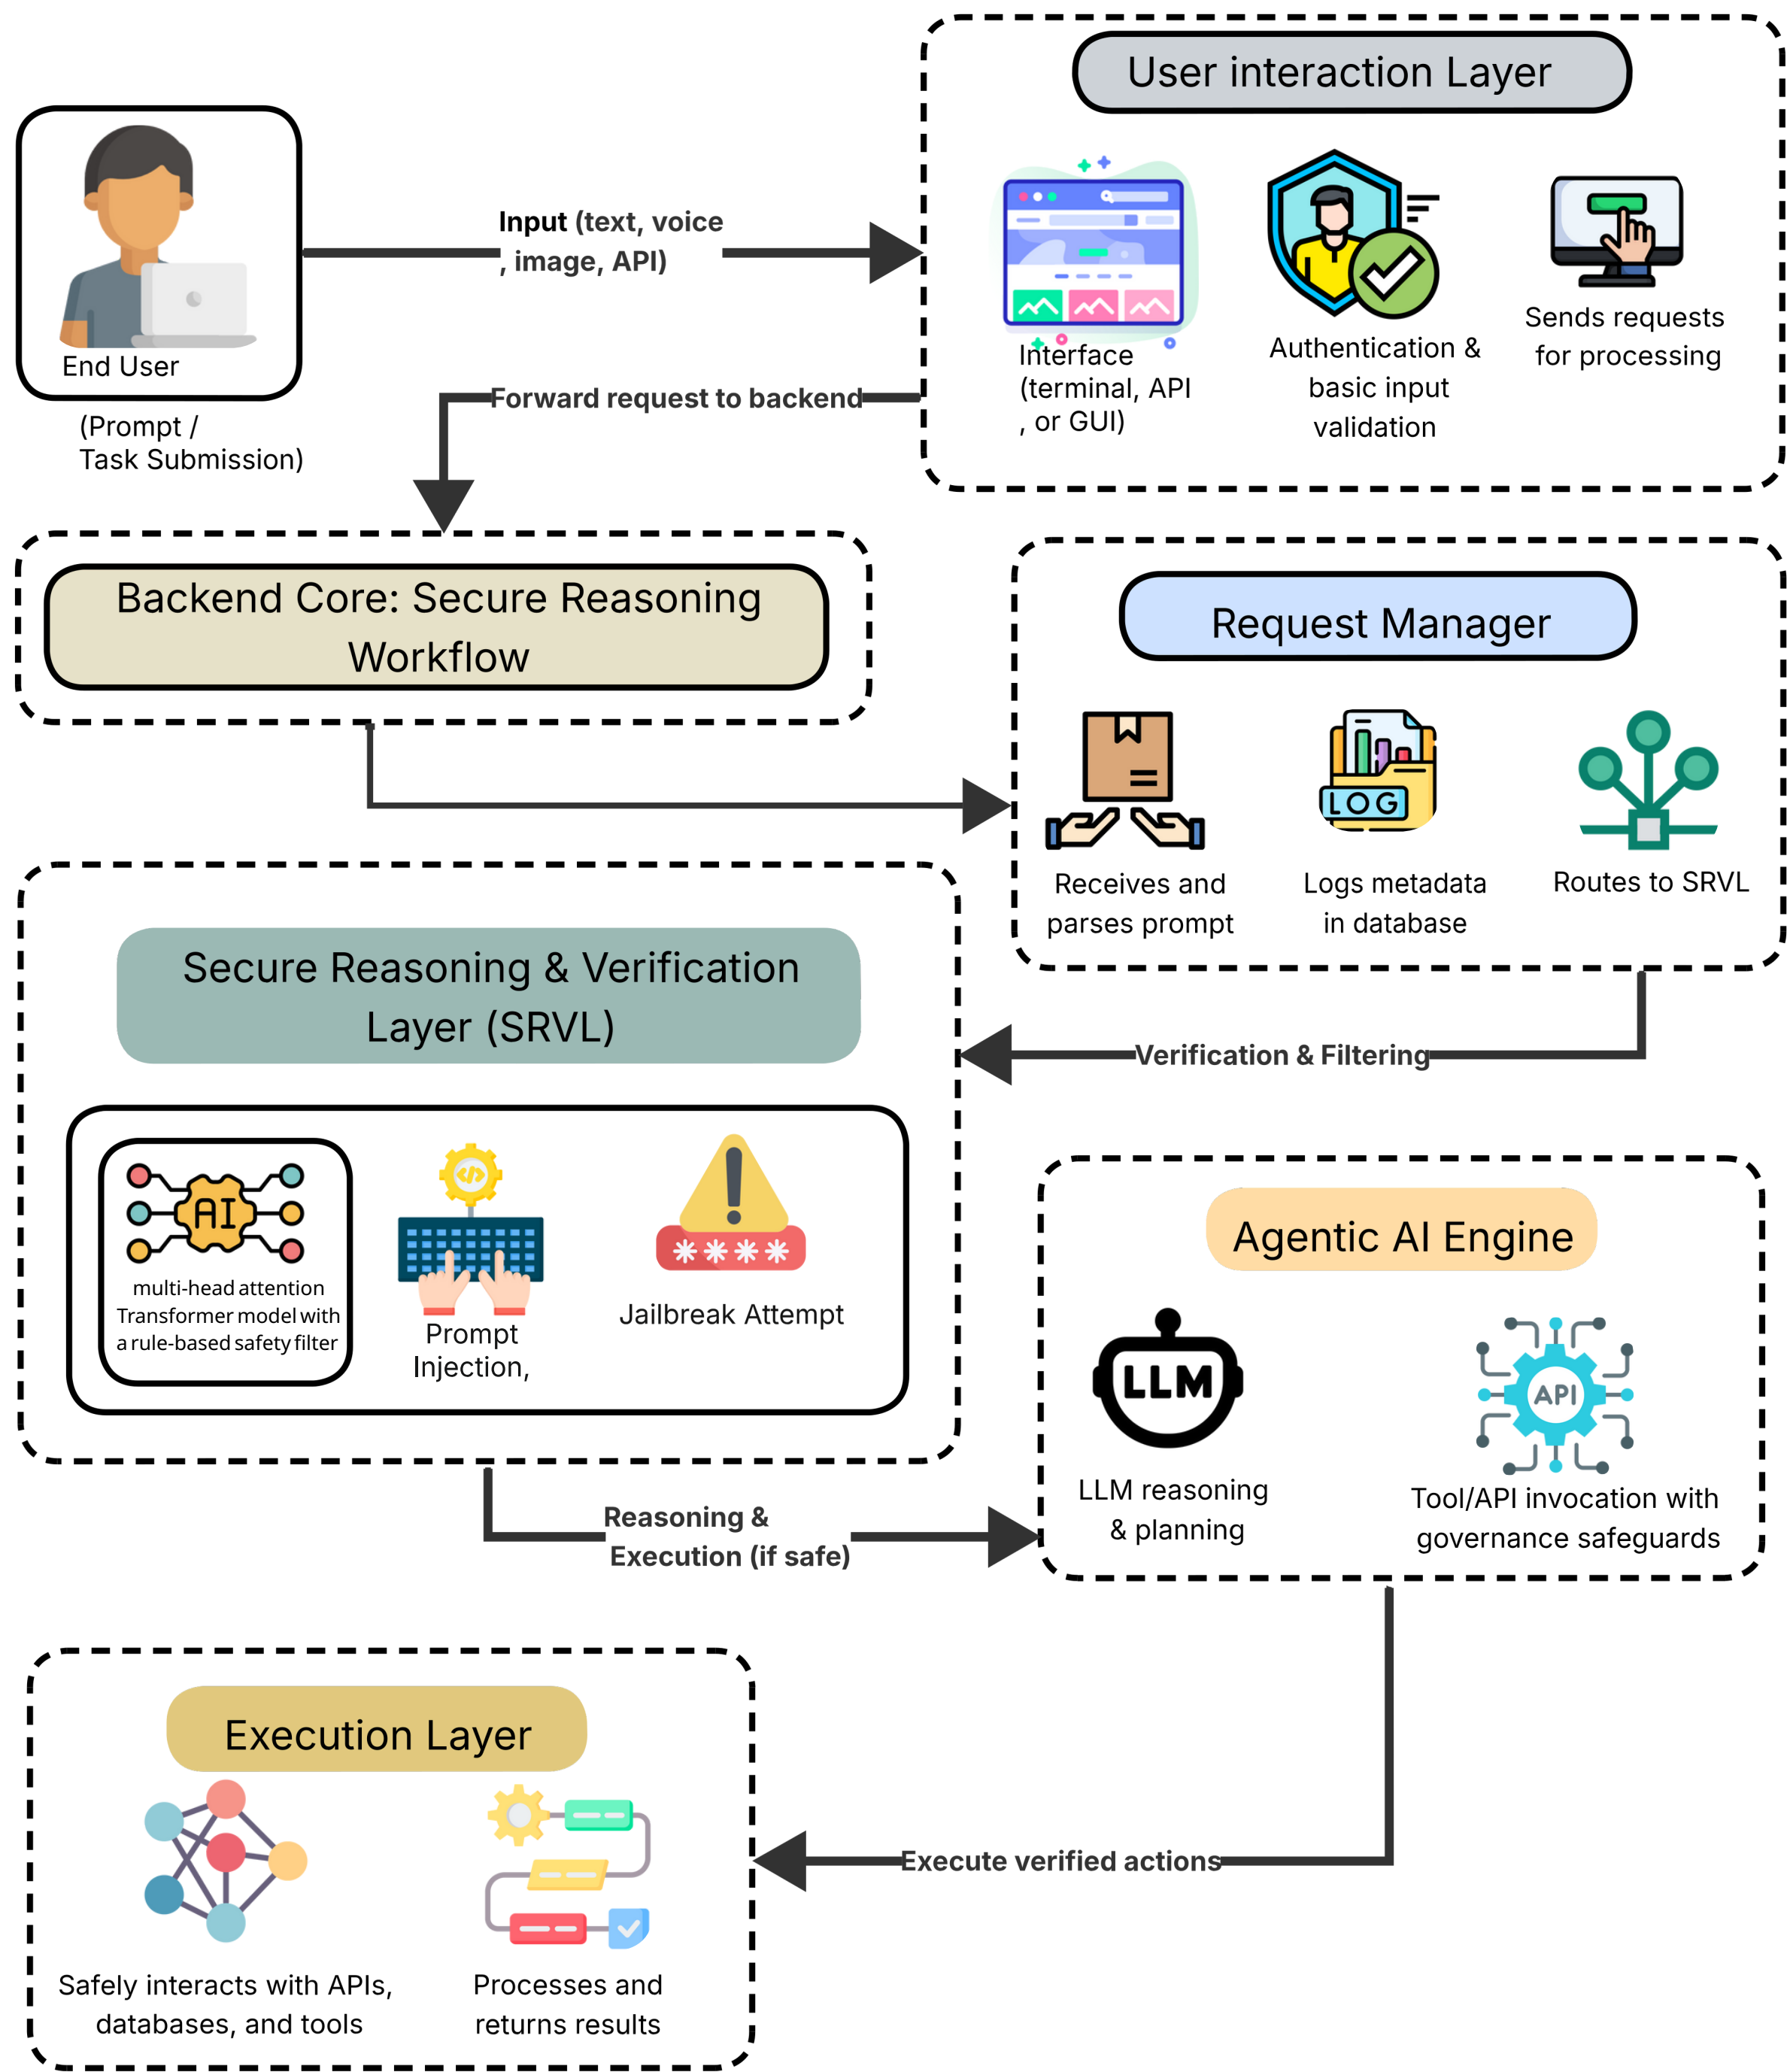 User interaction Layer
End User
(Prompt /
Task Submission)
Input (text, voice
, image, API)
Interface
(terminal, API
, or GUI)
Authentication &
basic input
validation
Sends requests
for processing
Forward request to backend
Backend Core: Secure Reasoning
Workflow
Request Manager
LOG
Receives and
parses prompt
Logs metadata
in database
Routes to SRVL
Verification & Filtering
Secure Reasoning & Verification
Layer (SRVL)
AI
multi-head attention
Transformer model with
a rule-based safety filter
Prompt
Injection,
Jailbreak Attempt
Agentic AI Engine
LLM
API
LLM reasoning
& planning
Tool/API invocation with
governance safeguards
Reasoning &
Execution (if safe)
Execution Layer
Execute verified actions
Safely interacts with APIs,
databases, and tools
Processes and
returns results